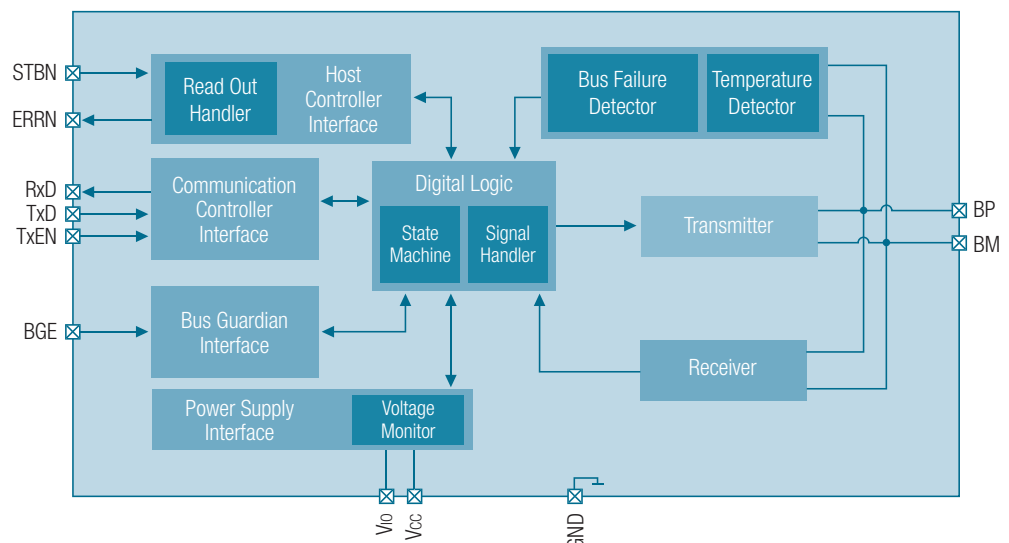 STBN
ERRN
Read Out
Handler
Host
Controller
Interface
Bus Failure
Detector
Temperature
Detector
RxD
TxD
TxEN
Communication
Controller
Interface
Digital Logic
State
Machine
Signal
Handler
Transmitter
BP
BM
BGE
Bus Guardian
Interface
Receiver
Power Supply
Interface
Voltage
Monitor
VIO
VCC
GND